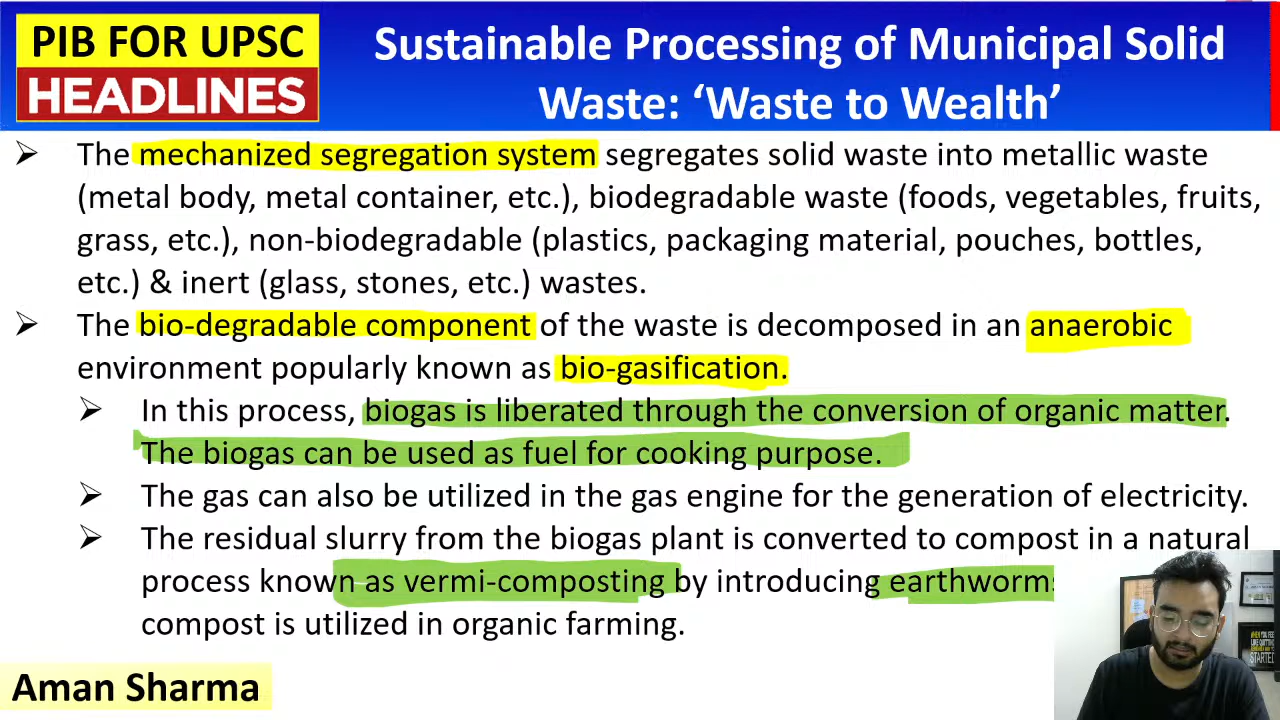 PIB FOR UPSC
HEADLINES
Sustainable Processing of Municipal Solid
Waste: ‘Waste to Wealth’
➢ The mechanized segregation system segregates solid waste into metallic waste
(metal body, metal container, etc.), biodegradable waste (foods, vegetables, fruits,
grass, etc.), non-biodegradable (plastics, packaging material, pouches, bottles,
etc.) & inert (glass, stones, etc.) wastes.
➢ The bio-degradable component of the waste is decomposed in an anaerobic
environment popularly known as bio-gasification.
➢ In this process, biogas is liberated through the conversion of organic matter.
The biogas can be used as fuel for cooking purpose.
➢ The gas can also be utilized in the gas engine for the generation of electricity.
➢ The residual slurry from the biogas plant is converted to compost in a natural
process known as vermi-composting by introducing earthworms
compost is utilized in organic farming.
WHEN YOU FEEL
LIKE QUITTING
STARTED
Aman Sharma